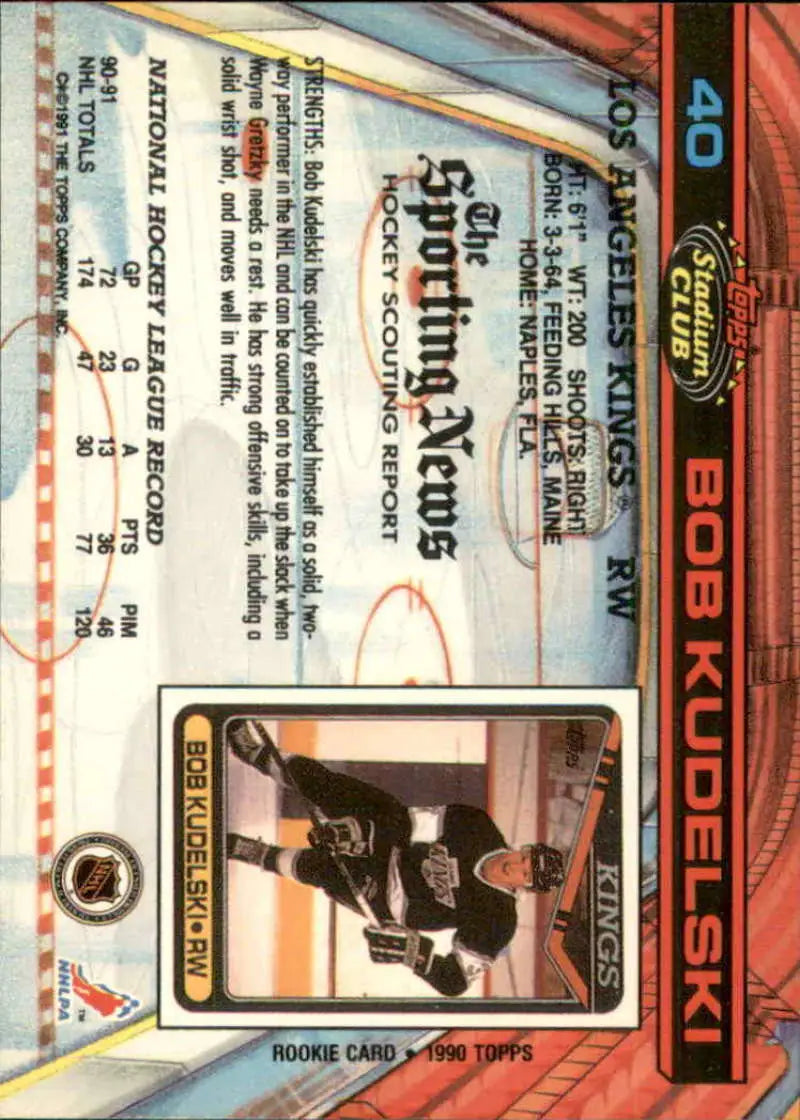 40
topps
Stadium
CLUB
BOB KUDELSKI
LOS ANGELES KINGS® RW
HT: 6'1" WT: 200 SHOOTS: RIGHT
BORN: 3-3-64, FEEDING HILLS, MAINE
HOME: NAPLES, FLA.
The
Sporting News
HOCKEY SCOUTING REPORT
STRENGTHS: Bob Kudelski has quickly established himself as a solid, two-
way performer in the NHL and can be counted on to take up the slack when
Wayne Gretzky needs a rest. He has strong offensive skills, including a
solid wrist shot, and moves well in traffic.
NATIONAL HOCKEY LEAGUE RECORD
GP G A PTS PIM
90-91 72 23 13 36 46
NHL TOTALS 174 47 30 77 120
©1991 THE TOPPS COMPANY, INC.
topps
KINGS
KINGS
BOB KUDELSKI • RW
ROOKIE CARD • 1990 TOPPS
NHL
NHLPA
TM